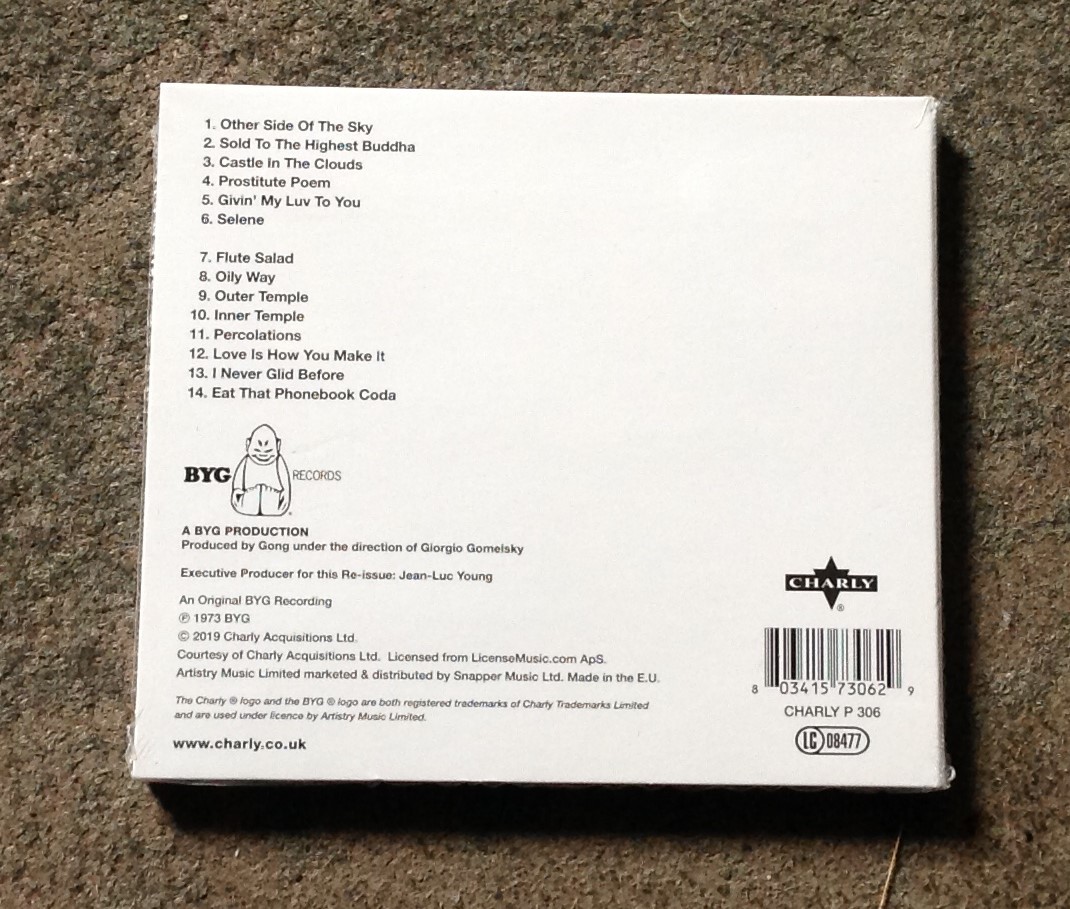 1. Other Side Of The Sky
2. Sold To The Highest Buddha
3. Castle In The Clouds
4. Prostitute Poem
5. Givin' My Luv To You
6. Selene
7. Flute Salad
8. Oily Way
9. Outer Temple
10. Inner Temple
11. Percolations
12. Love Is How You Make It
13. I Never Glid Before
14. Eat That Phonebook Coda
BYG RECORDS
A BYG PRODUCTION
Produced by Gong under the direction of Giorgio Gomelsky
Executive Producer for this Re-issue: Jean-Luc Young
An Original BYG Recording
℗ 1973 BYG
© 2019 Charly Acquisitions Ltd.
Courtesy of Charly Acquisitions Ltd. Licensed from LicenseMusic.com ApS.
Artistry Music Limited marketed & distributed by Snapper Music Ltd. Made in the E.U.
The Charly ® logo and the BYG ® logo are both registered trademarks of Charly Trademarks Limited
and are used under licence by Artistry Music Limited.
www.charly.co.uk
CHARLY
®
8 03415 73062 9
CHARLY P 306
LC 08477